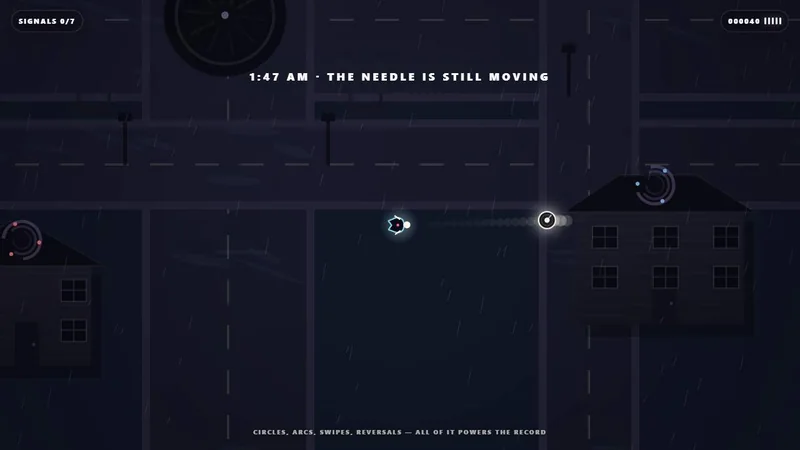 SIGNALS 0/7
000040
1:47 AM · THE NEEDLE IS STILL MOVING
CIRCLES, ARCS, SWIPES, REVERSALS — ALL OF IT POWERS THE RECORD